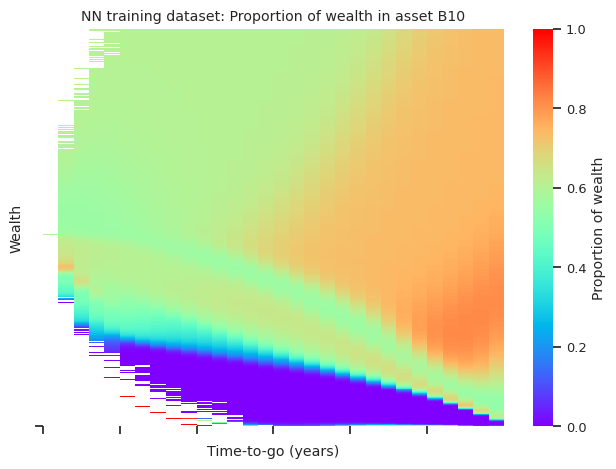 NN training dataset: Proportion of wealth in asset B10
Wealth
Time-to-go (years)
1.0
0.8
0.6
0.4
0.2
0.0
Proportion of wealth